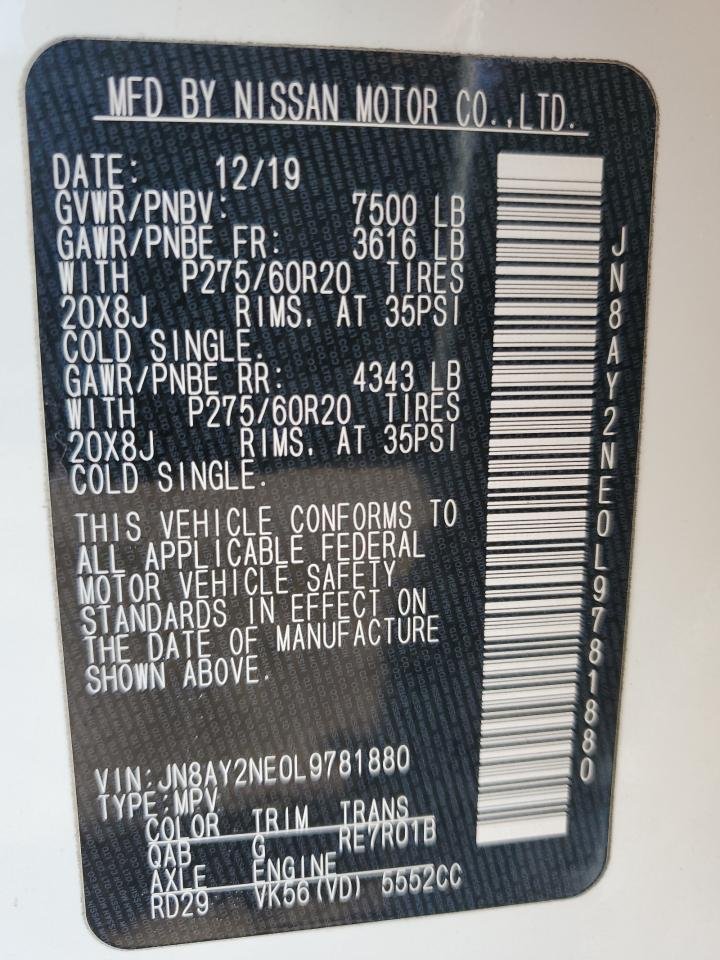 MFD BY NISSAN MOTOR CO.,LTD.
DATE: 12/19
GVWR/PNBV: 7500 LB
GAWR/PNBE FR: 3616 LB
WITH P275/60R20 TIRES
20X8J RIMS. AT 35PSI
COLD SINGLE.
GAWR/PNBE RR: 4343 LB
WITH P275/60R20 TIRES
20X8J RIMS. AT 35PSI
COLD SINGLE.
THIS VEHICLE CONFORMS TO
ALL APPLICABLE FEDERAL
MOTOR VEHICLE SAFETY
STANDARDS IN EFFECT ON
THE DATE OF MANUFACTURE
SHOWN ABOVE.
VIN:JN8AY2NE0L9781880
TYPE:MPV
COLOR TRIM TRANS
QAB G RE7R01B
AXLE ENGINE
RD29 VK56(VD) 5552CC
JN8AY2NE0L9781880